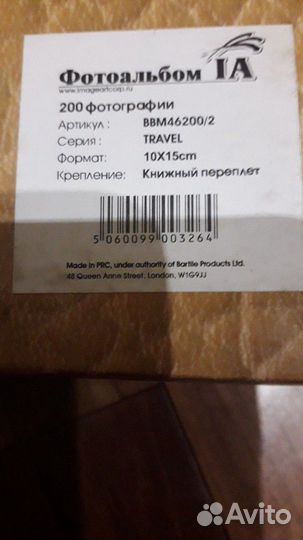 Фотоальбом IA
www.imageartcorp.ru
200 фотографии
Артикул : BBM46200/2
Серия : TRAVEL
Формат: 10X15cm
Крепление: Книжный переплет
5 060099 003264
Made in PRC, under authority of Bartile Products Ltd.
48 Queen Anne Street, London, W1G9JJ
Avito